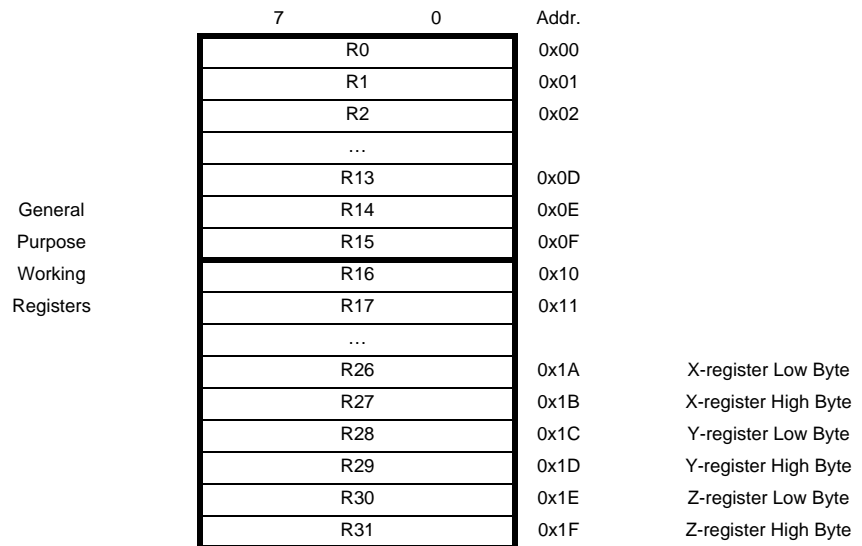 7 0 Addr.
R0 0x00
R1 0x01
R2 0x02
…
R13 0x0D
General R14 0x0E
Purpose R15 0x0F
Working R16 0x10
Registers R17 0x11
…
R26 0x1A X-register Low Byte
R27 0x1B X-register High Byte
R28 0x1C Y-register Low Byte
R29 0x1D Y-register High Byte
R30 0x1E Z-register Low Byte
R31 0x1F Z-register High Byte